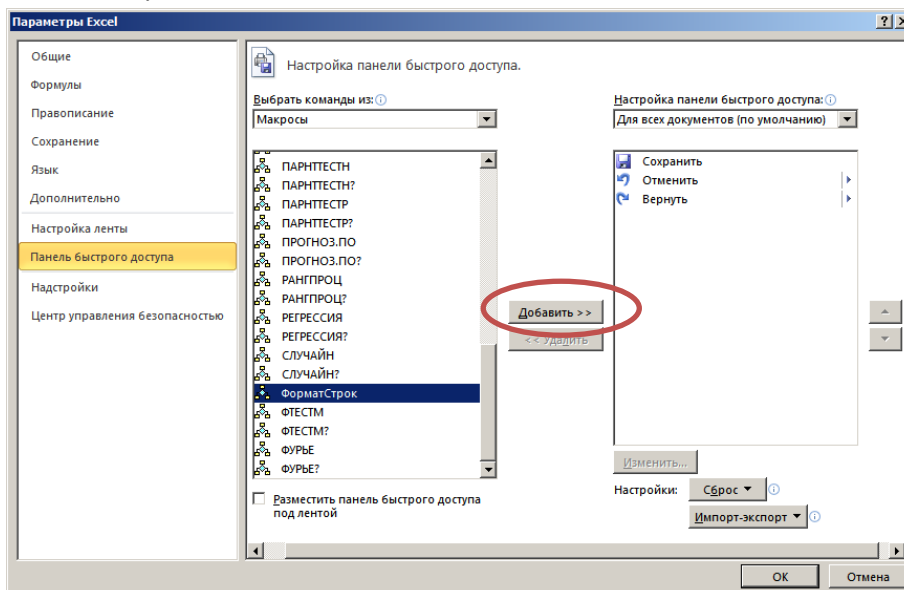 Параметры Excel
Общие
Формулы
Правописание
Сохранение
Язык
Дополнительно
Настройка ленты
Панель быстрого доступа
Надстройки
Центр управления безопасностью
Настройка панели быстрого доступа.
Выбрать команды из:
Макросы
ПАРНТТЕСТН
ПАРНТТЕСТН?
ПАРНТТЕСТР
ПАРНТТЕСТР?
ПРОГНОЗ.ПО
ПРОГНОЗ.ПО?
РАНГПРОЦ
РАНГПРОЦ?
РЕГРЕССИЯ
РЕГРЕССИЯ?
СЛУЧАЙН
СЛУЧАЙН?
ФорматСтрок
ФТЕСТМ
ФТЕСТМ?
ФУРЬЕ
ФУРЬЕ?
Разместить панель быстрого доступа
под лентой
Добавить >>
<< Удалить
Настройка панели быстрого доступа:
Для всех документов (по умолчанию)
Сохранить
Отменить
Вернуть
Изменить...
Настройки: Сброс
Импорт-экспорт
ОК Отмена